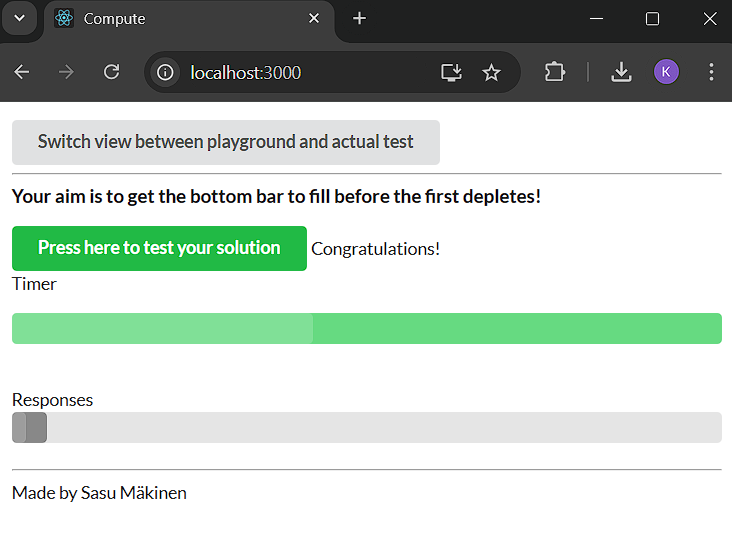 Compute
localhost:3000
K
Switch view between playground and actual test
Your aim is to get the bottom bar to fill before the first depletes!
Press here to test your solution Congratulations!
Timer
Responses
Made by Sasu Mäkinen